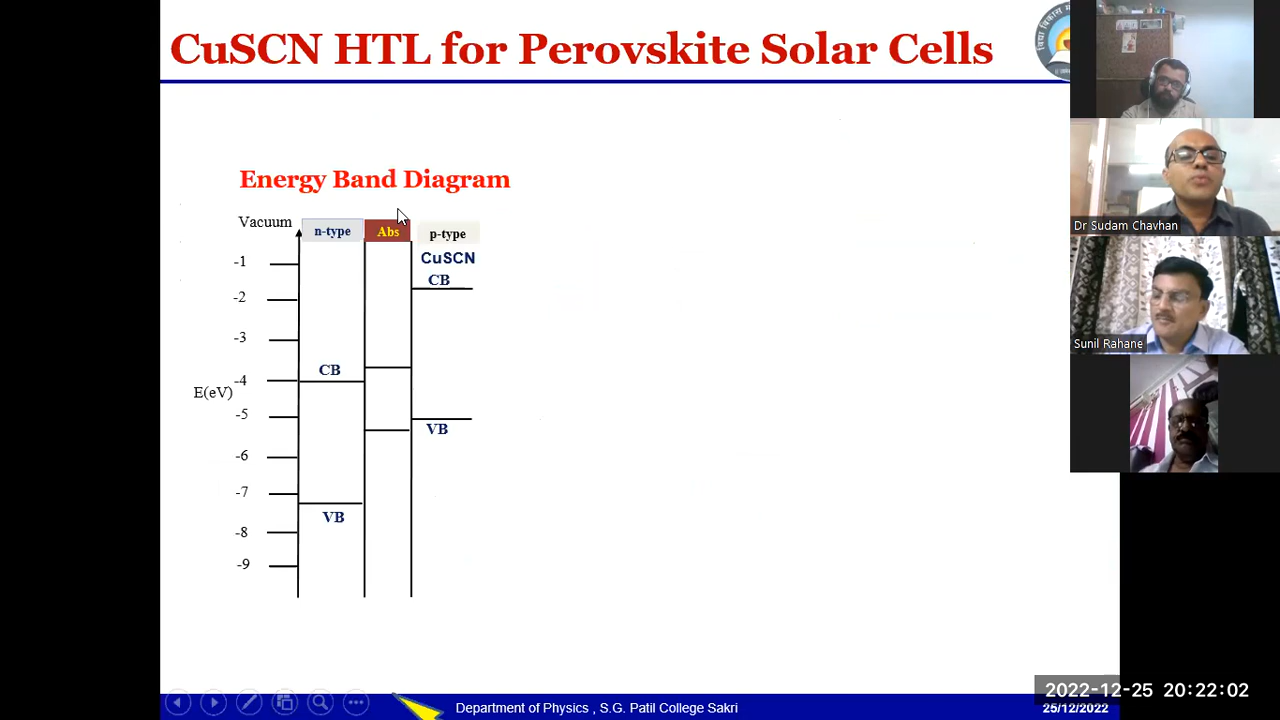 CuSCN HTL for Perovskite Solar Cells
Energy Band Diagram
Vacuum
n-type
Abs
p-type
CuSCN
CB
-1
-2
-3
CB
-4
E(eV)
-5
VB
-6
-7
VB
-8
-9
Dr Sudam Chavhan
Sunil Rahane
Department of Physics , S.G. Patil College Sakri
2022-12-25 20:22:02
25/12/2022